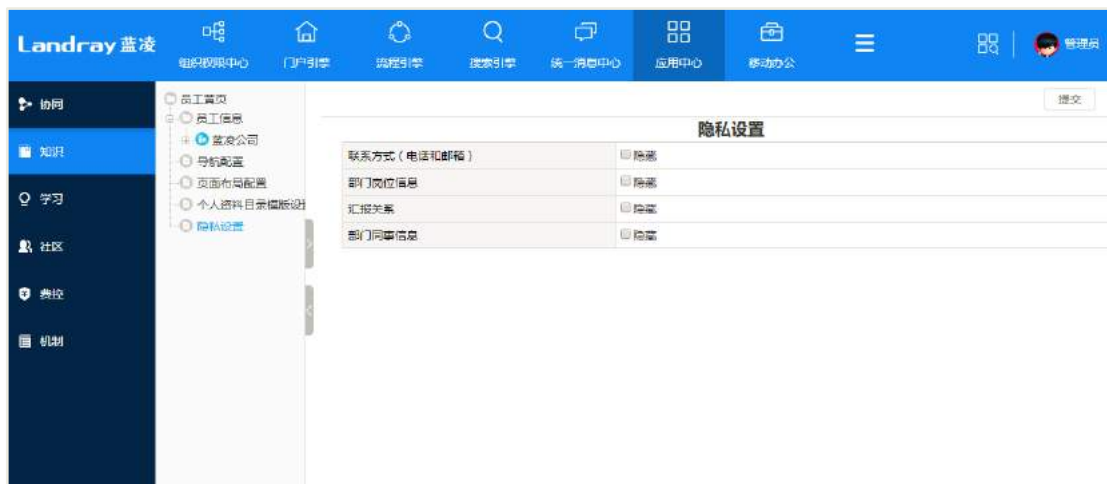 Landray 蓝凌
组织权限中心
门户引擎
流程引擎
搜索引擎
统一消息中心
应用中心
移动办公
管理员
协同
知识
学习
社区
费控
机制
员工黄页
员工信息
蓝凌公司
导航配置
页面布局配置
个人资料目录模版设
隐私设置
提交
隐私设置
联系方式（电话和邮箱） 隐藏
部门岗位信息 隐藏
汇报关系 隐藏
部门同事信息 隐藏